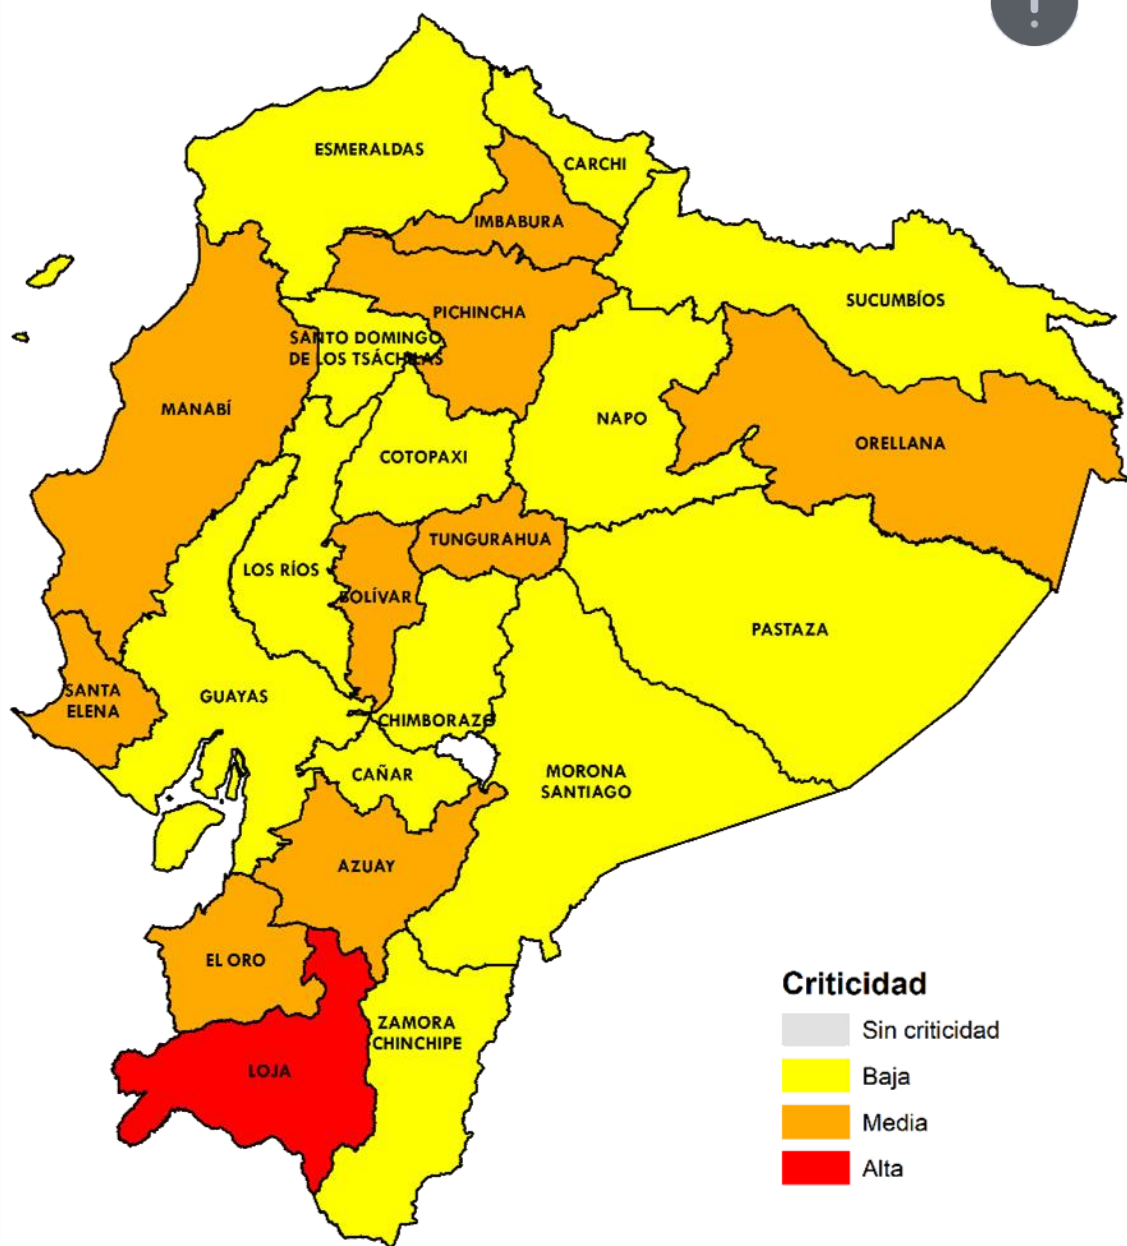 !
ESMERALDAS
CARCHI
IMBABURA
SUCUMBÍOS
PICHINCHA
SANTO DOMINGO
DE LOS TSÁCHILAS
MANABÍ
NAPO
ORELLANA
COTOPAXI
TUNGURAHUA
LOS RÍOS
BOLÍVAR
PASTAZA
SANTA
ELENA
GUAYAS
CHIMBORAZO
CAÑAR
MORONA
SANTIAGO
AZUAY
EL ORO
ZAMORA
CHINCHIPE
LOJA
Criticidad
Sin criticidad
Baja
Media
Alta